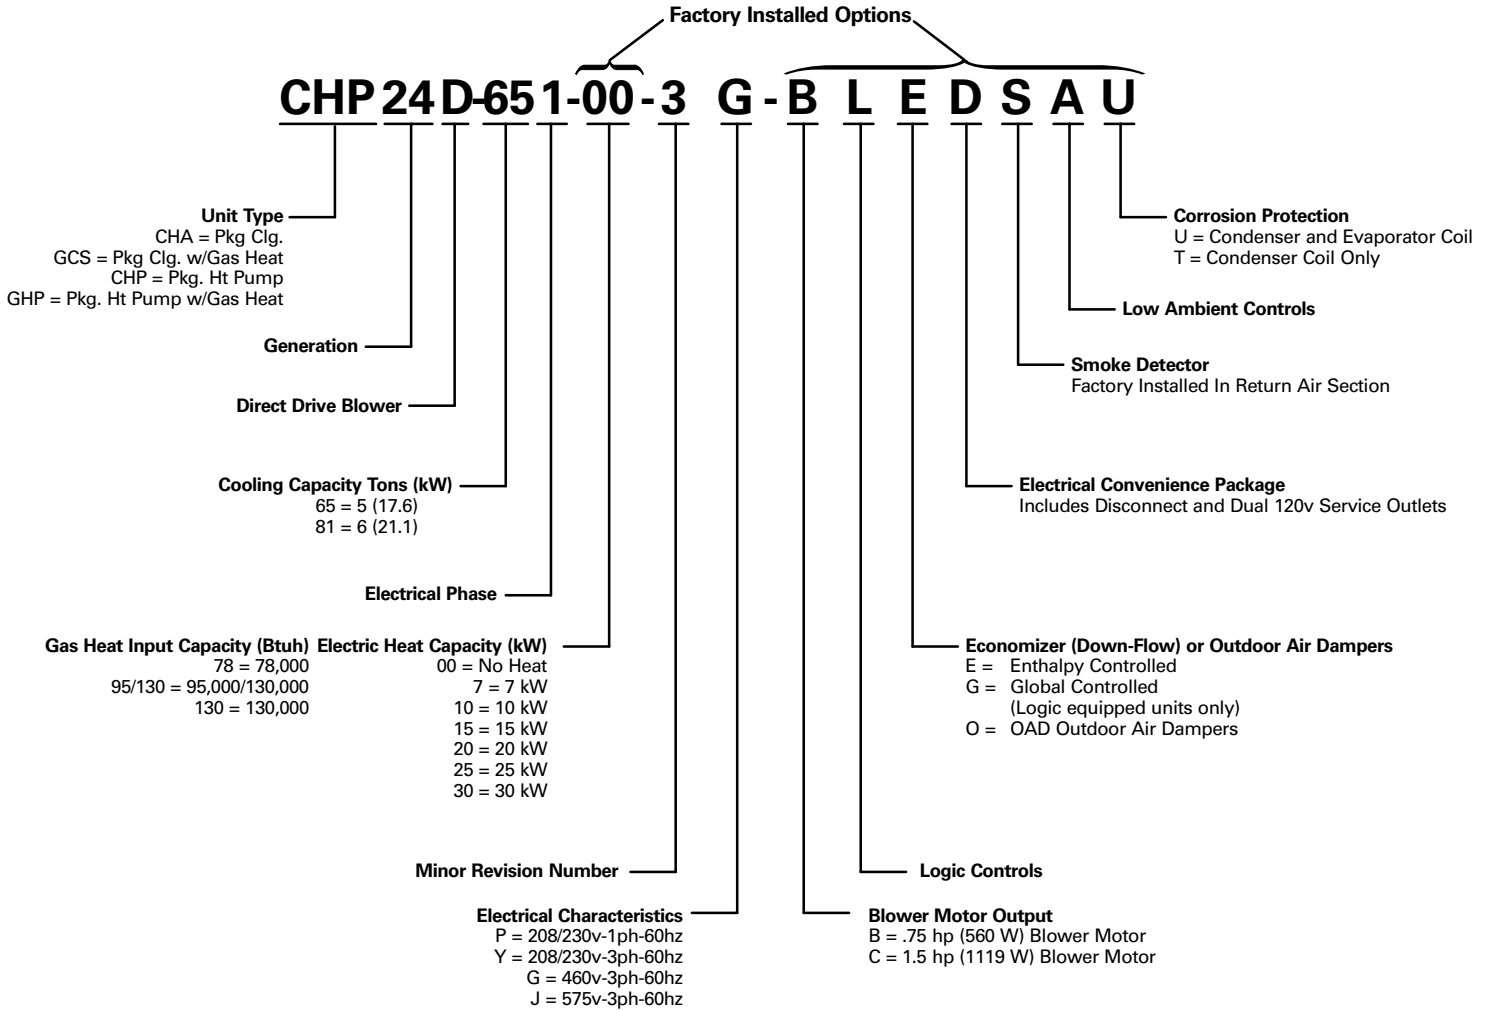 Factory Installed Options
CHP 24 D-65 1-00-3 G-B L E D S A U
Unit Type
CHA = Pkg Clg.
GCS = Pkg Clg. w/Gas Heat
CHP = Pkg. Ht Pump
GHP = Pkg. Ht Pump w/Gas Heat
Generation
Direct Drive Blower
Cooling Capacity Tons (kW)
65 = 5 (17.6)
81 = 6 (21.1)
Electrical Phase
Gas Heat Input Capacity (Btuh)
78 = 78,000
95/130 = 95,000/130,000
130 = 130,000
Electric Heat Capacity (kW)
00 = No Heat
7 = 7 kW
10 = 10 kW
15 = 15 kW
20 = 20 kW
25 = 25 kW
30 = 30 kW
Minor Revision Number
Electrical Characteristics
P = 208/230v-1ph-60hz
Y = 208/230v-3ph-60hz
G = 460v-3ph-60hz
J = 575v-3ph-60hz
Corrosion Protection
U = Condenser and Evaporator Coil
T = Condenser Coil Only
Low Ambient Controls
Smoke Detector
Factory Installed In Return Air Section
Electrical Convenience Package
Includes Disconnect and Dual 120v Service Outlets
Economizer (Down-Flow) or Outdoor Air Dampers
E = Enthalpy Controlled
G = Global Controlled
(Logic equipped units only)
O = OAD Outdoor Air Dampers
Logic Controls
Blower Motor Output
B = .75 hp (560 W) Blower Motor
C = 1.5 hp (1119 W) Blower Motor